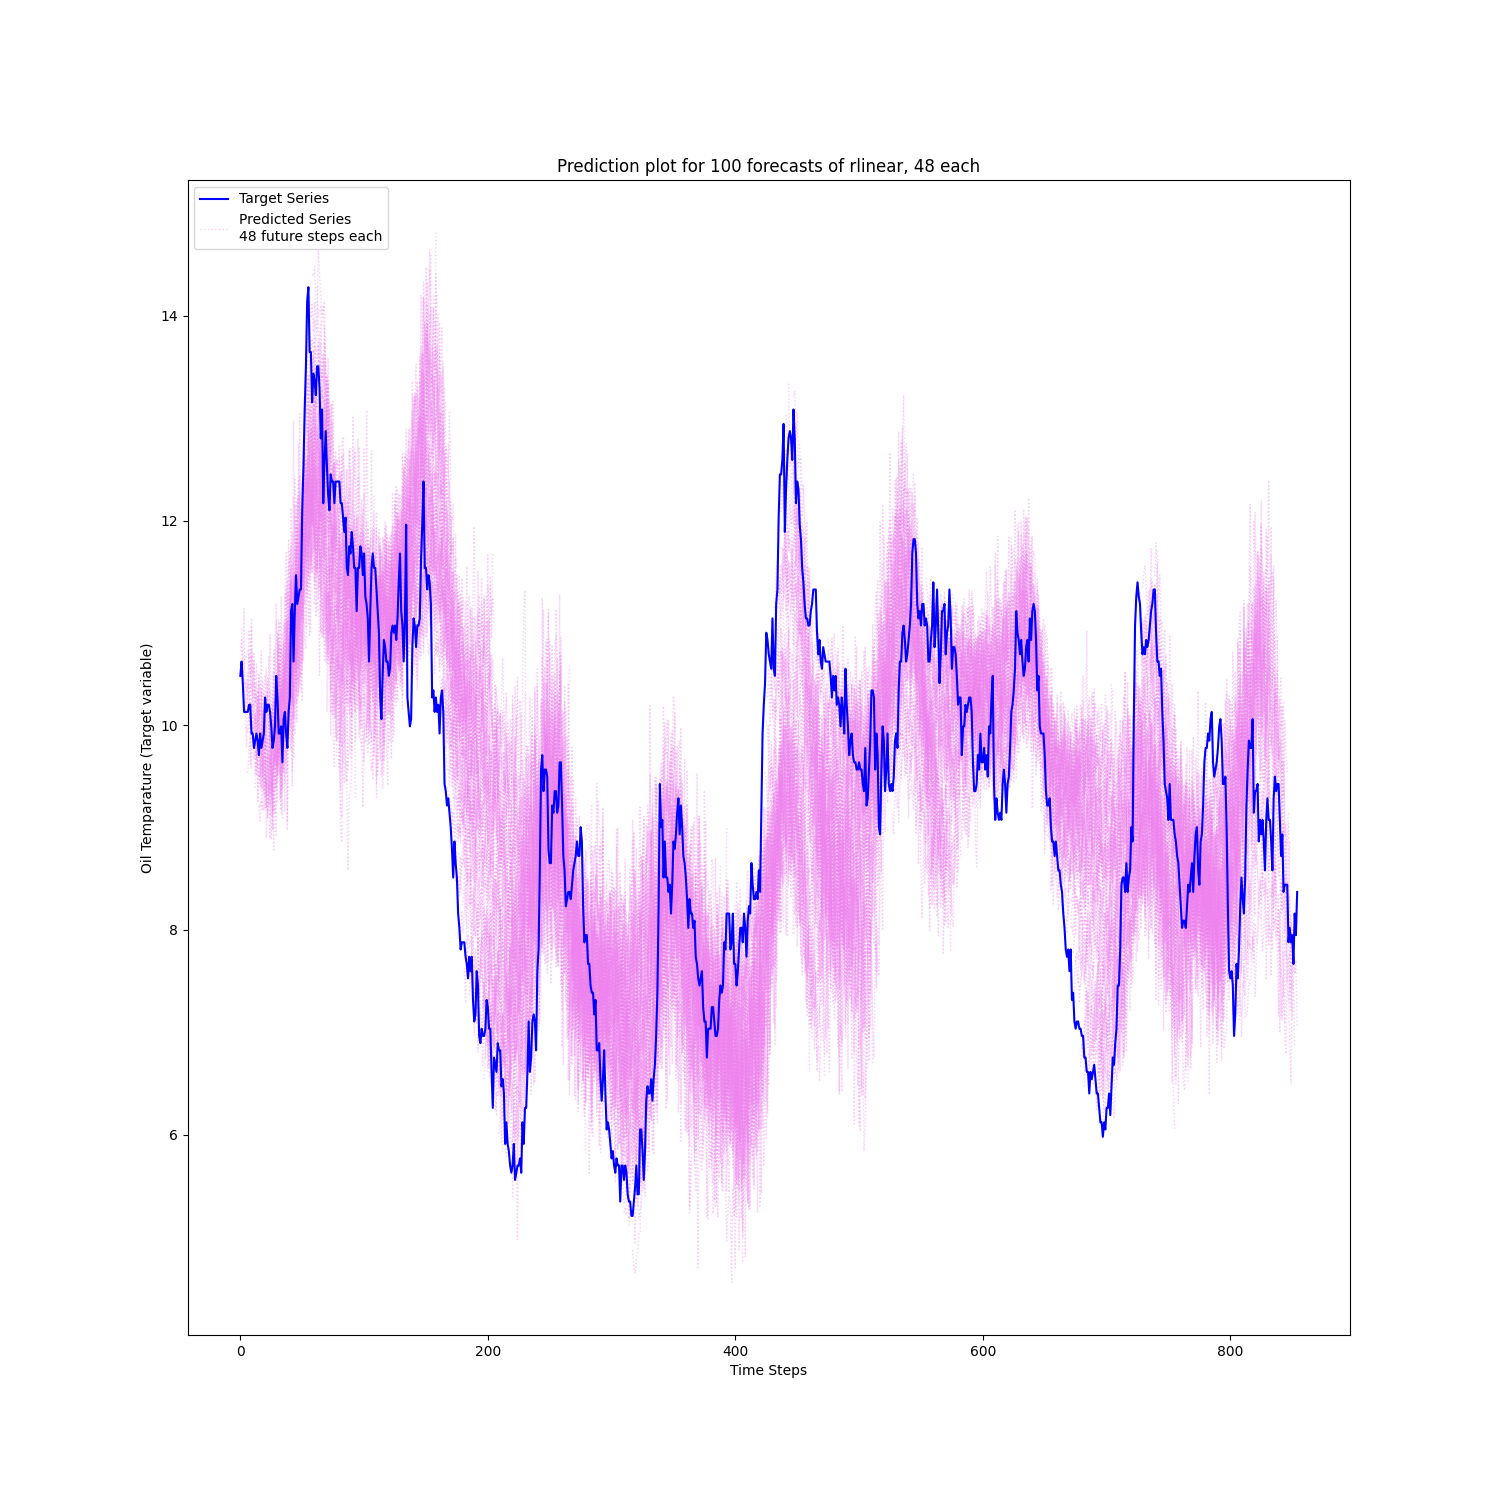 Prediction plot for 100 forecasts of rlinear, 48 each
Target Series
Predicted Series
48 future steps each
Oil Temparature (Target variable)
14
12
10
8
6
0
200
400
600
800
Time Steps